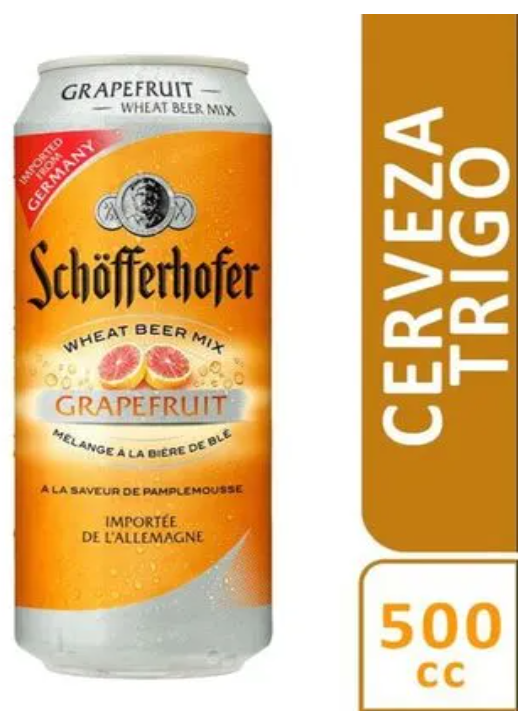 GRAPEFRUIT —
— WHEAT BEER MIX
IMPORTED
FROM
GERMANY
Schöfferhofer
WHEAT BEER MIX
GRAPEFRUIT
MÉLANGE À LA BIÈRE DE BLÉ
A LA SAVEUR DE PAMPLEMOUSSE
IMPORTÉE
DE L'ALLEMAGNE
CERVEZA
TRIGO
500
CC